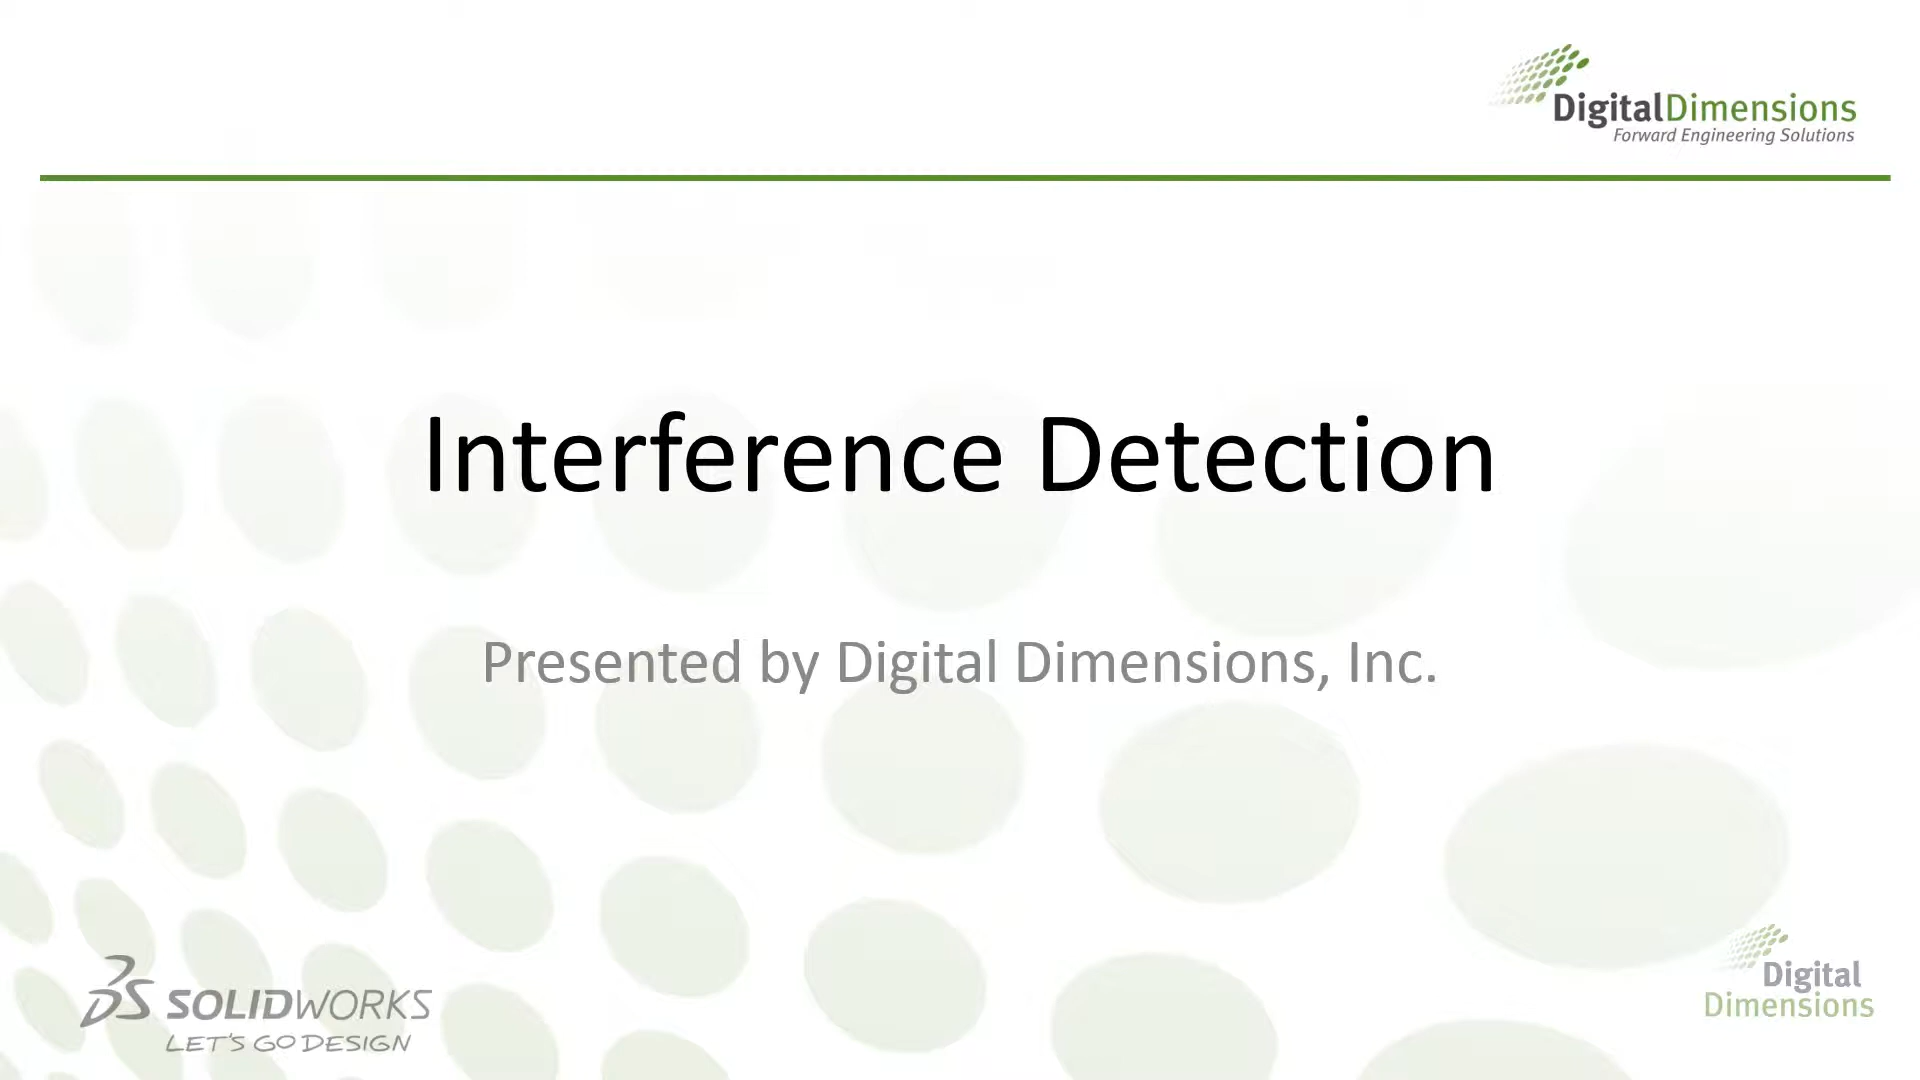 DigitalDimensions
Forward Engineering Solutions
Interference Detection
Presented by Digital Dimensions, Inc.
SOLIDWORKS
LET'S GO DESIGN
Digital
Dimensions